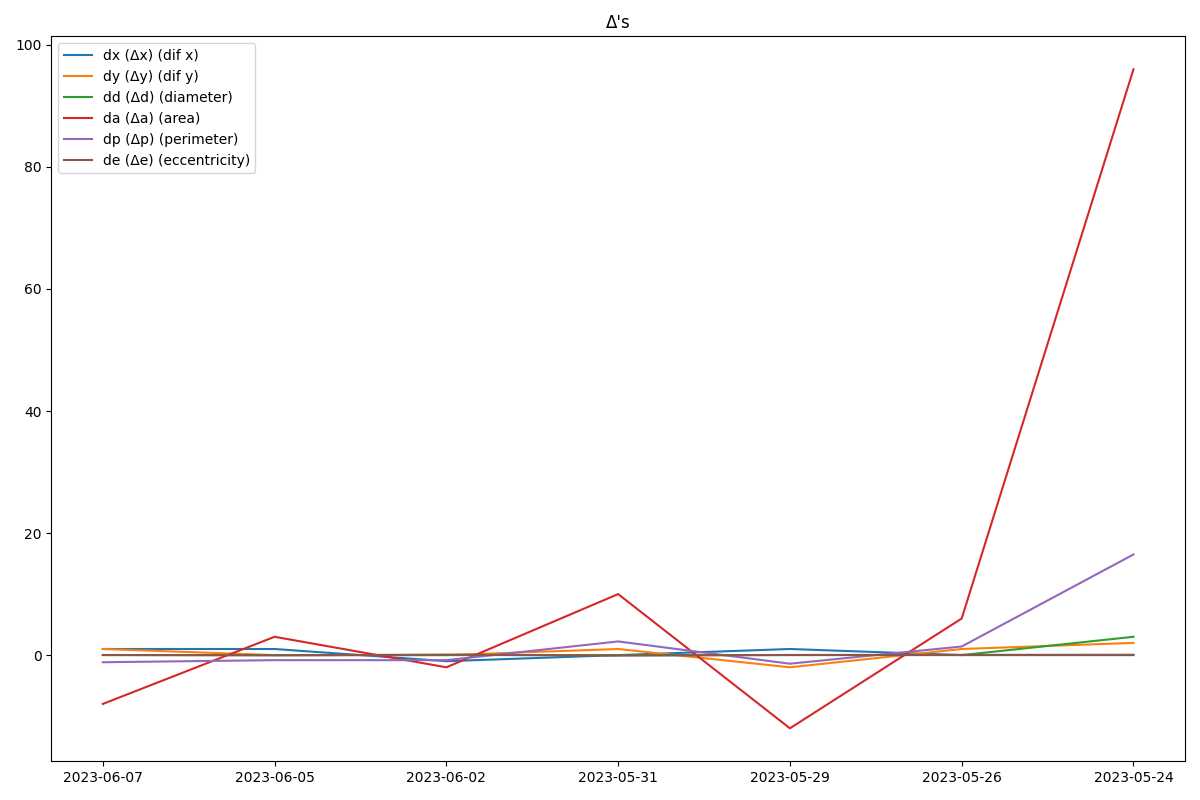 Δ's
100
80
60
40
20
0
dx (Δx) (dif x)
dy (Δy) (dif y)
dd (Δd) (diameter)
da (Δa) (area)
dp (Δp) (perimeter)
de (Δe) (eccentricity)
2023-06-07 2023-06-05 2023-06-02 2023-05-31 2023-05-29 2023-05-26 2023-05-24